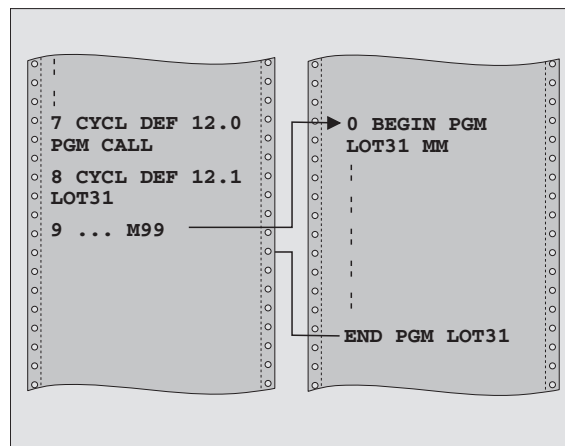 7 CYCL DEF 12.0
PGM CALL
8 CYCL DEF 12.1
LOT31
9 ... M99
0 BEGIN PGM
LOT31 MM
END PGM LOT31